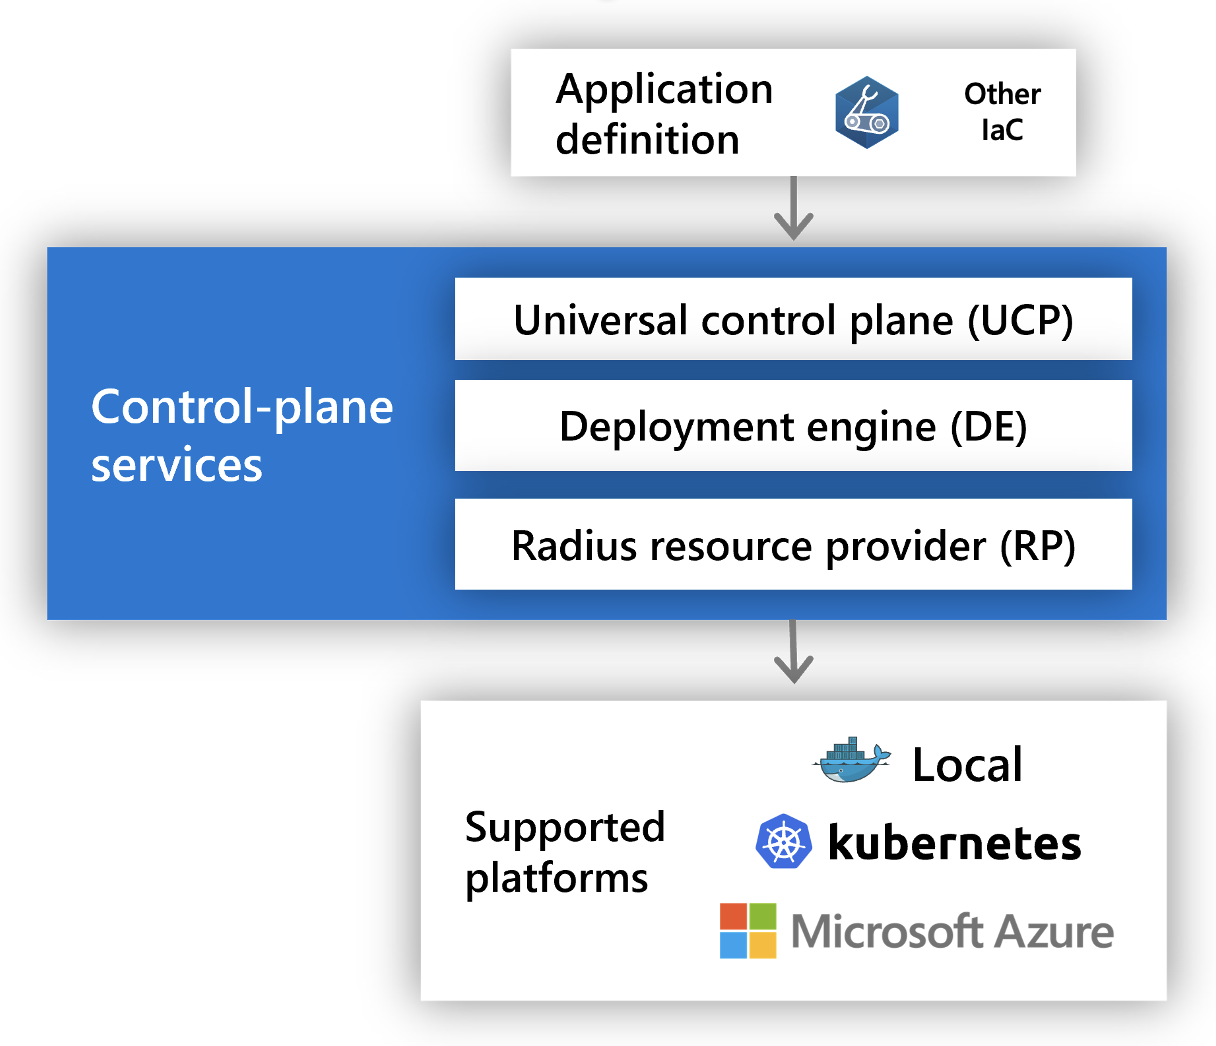 Application
definition
Other
IaC
Control-plane
services
Universal control plane (UCP)
Deployment engine (DE)
Radius resource provider (RP)
Supported
platforms
Local
kubernetes
Microsoft Azure